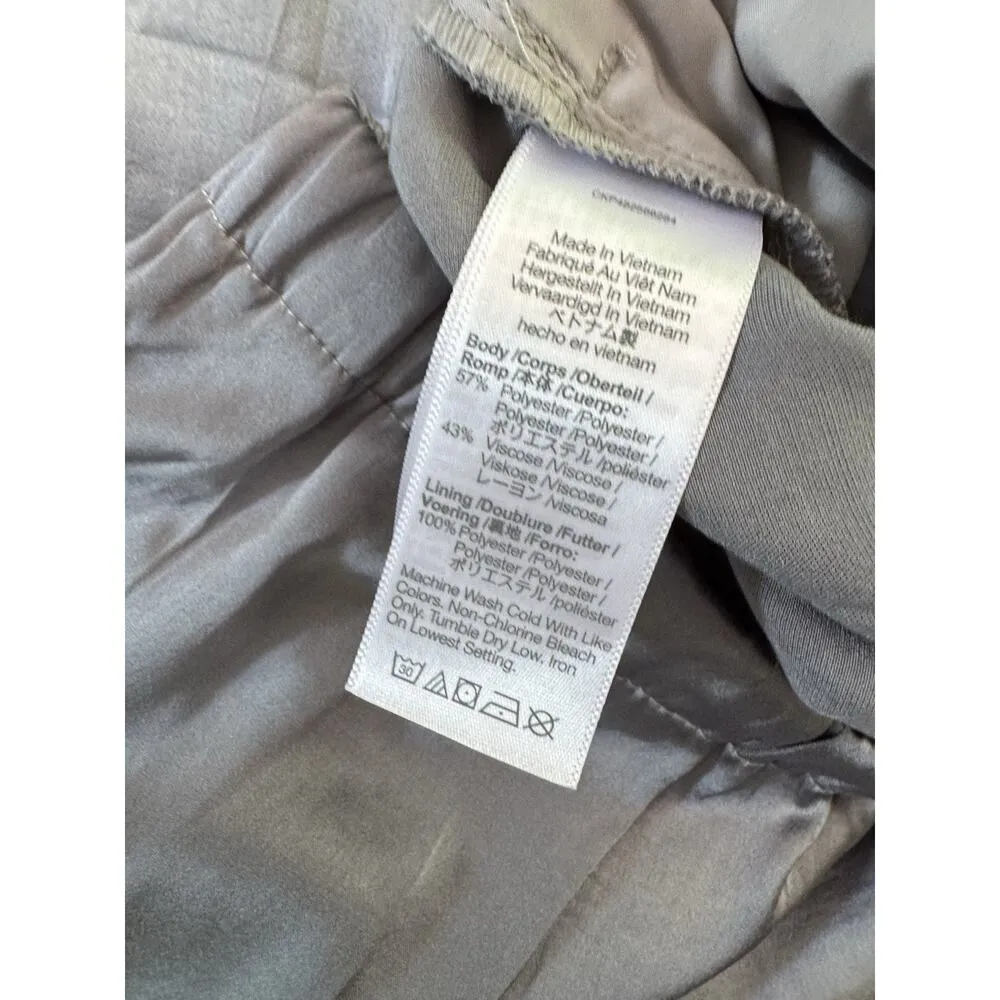 Made In Vietnam
Fabriqué Au Việt Nam
Hergestellt In Vietnam
Vervaardigd In Vietnam
ベトナム製
hecho en vietnam
Body /Corps /Oberteil /
Romp /本体 /Cuerpo:
57% Polyester /Polyester /
Polyester /Polyester /
ポリエステル /poliéster
43% Viscose /Viscose /
Viskose /Viscose /
レーヨン /viscosa
Lining /Doublure /Futter /
Voering /裏地 /Forro:
100% Polyester /Polyester /
Polyester /Polyester /
ポリエステル /poliéster
Machine Wash Cold With Like
Colors. Non-Chlorine Bleach
Only. Tumble Dry Low. Iron
On Lowest Setting.
30